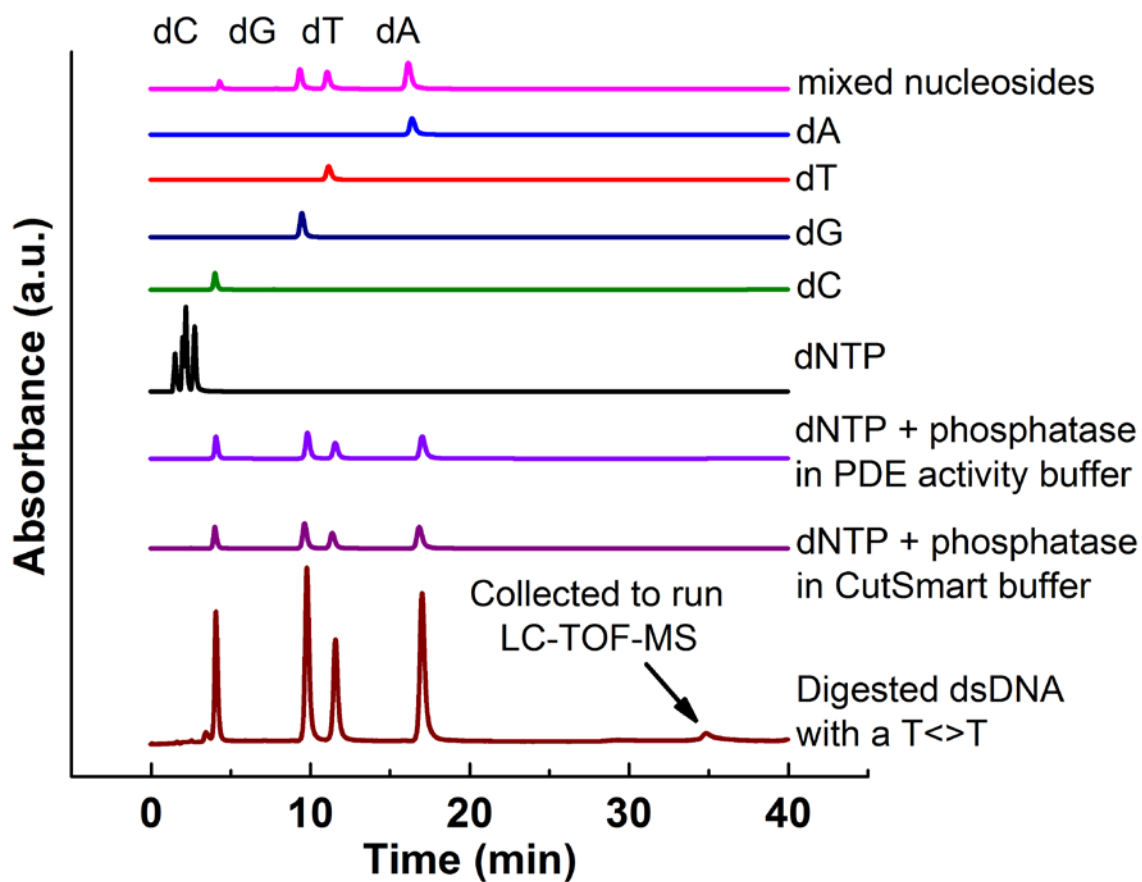 dC dG dT dA
mixed nucleosides
dA
dT
dG
dC
dNTP
dNTP + phosphatase
in PDE activity buffer
dNTP + phosphatase
in CutSmart buffer
Collected to run
LC-TOF-MS
Digested dsDNA
with a T<>T
Absorbance (a.u.)
0 10 20 30 40
Time (min)